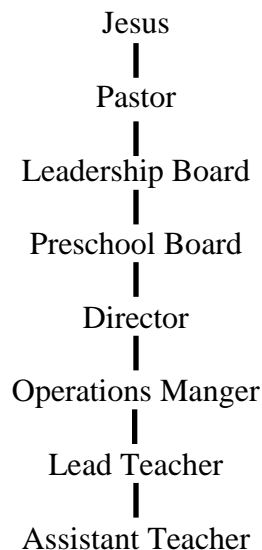 Jesus
Pastor
Leadership Board
Preschool Board
Director
Operations Manger
Lead Teacher
Assistant Teacher